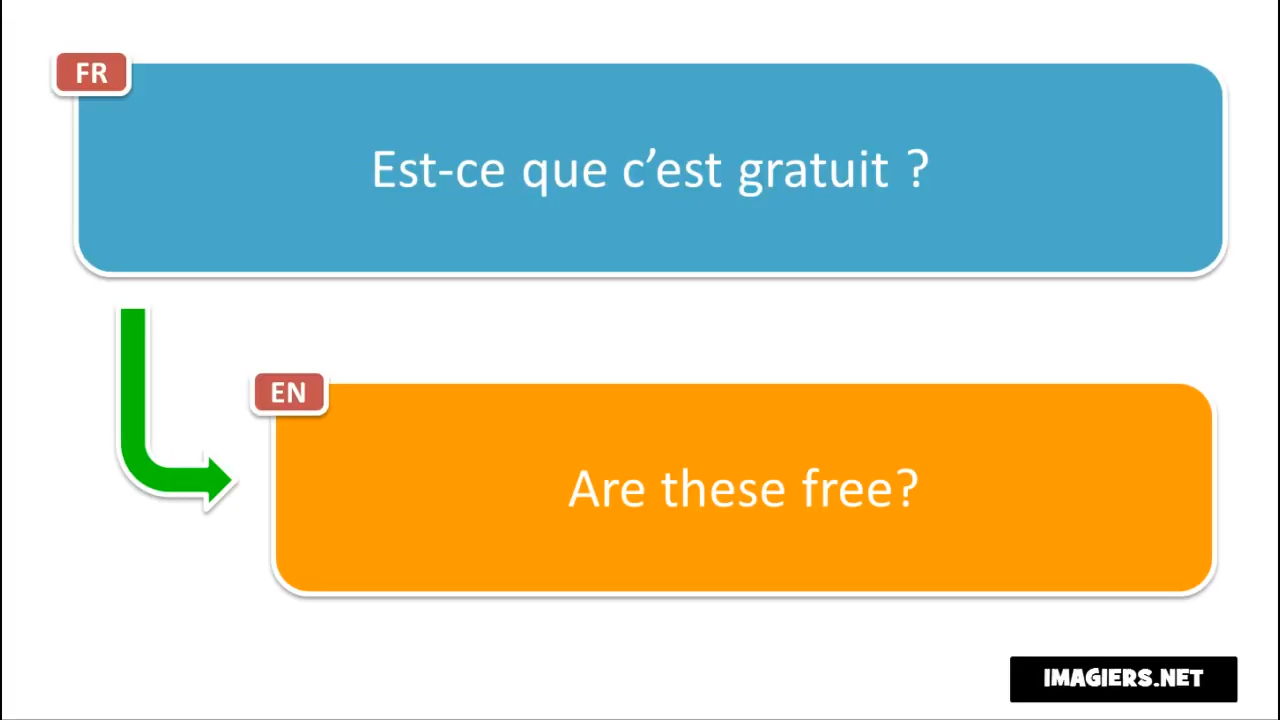 FR
Est-ce que c’est gratuit ?
EN
Are these free?
IMAGIERS.NET